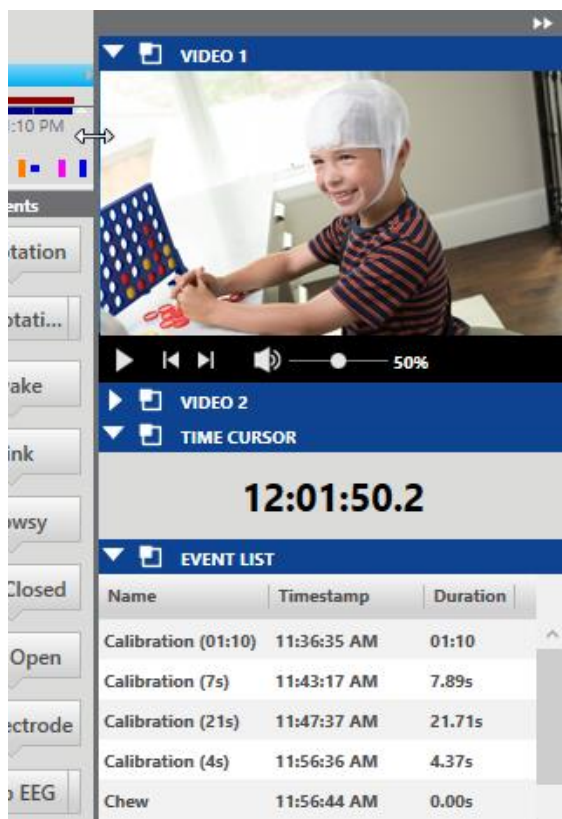 VIDEO 1
:10 PM
ents
otation
otati...
ake
ink
owsy
Closed
Open
ectrode
EEG
50%
VIDEO 2
TIME CURSOR
12:01:50.2
EVENT LIST
Name Timestamp Duration
Calibration (01:10) 11:36:35 AM 01:10
Calibration (7s) 11:43:17 AM 7.89s
Calibration (21s) 11:47:37 AM 21.71s
Calibration (4s) 11:56:36 AM 4.37s
Chew 11:56:44 AM 0.00s